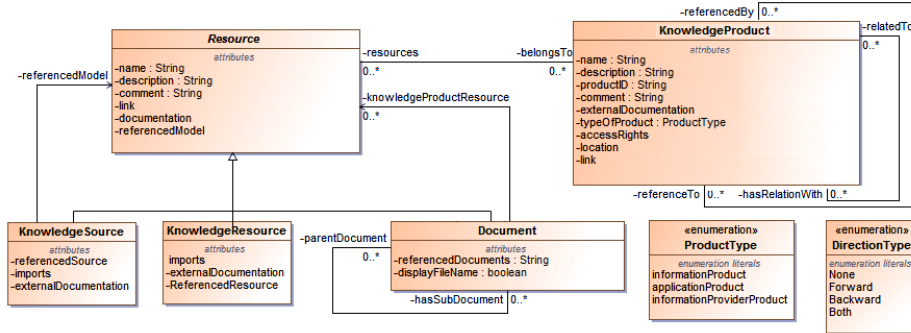 -referencedBy 0..*
Resource
attributes
-name : String
-description : String
-comment : String
-link
-documentation
-referencedModel
-resources
0..*
-belongsTo
0..*
KnowledgeProduct
attributes
-name : String
-description : String
-productID : String
-comment : String
-externalDocumentation
-typeOfProduct : ProductType
-accessRights
-location
-link
-relatedTo
0..*
-referencedModel
-knowledgeProductResource
0..*
-referenceTo 0..* -hasRelationWith 0..*
KnowledgeSource
attributes
-referencedSource
-imports
-externalDocumentation
KnowledgeResource
attributes
imports
-externalDocumentation
-ReferencedResource
-parentDocument
0..*
Document
attributes
-referencedDocuments : String
-displayFileName : boolean
-hasSubDocument 0..*
«enumeration»
ProductType
enumeration literals
informationProduct
applicationProduct
informationProviderProduct
«enumeration»
DirectionType
enumeration literals
None
Forward
Backward
Both